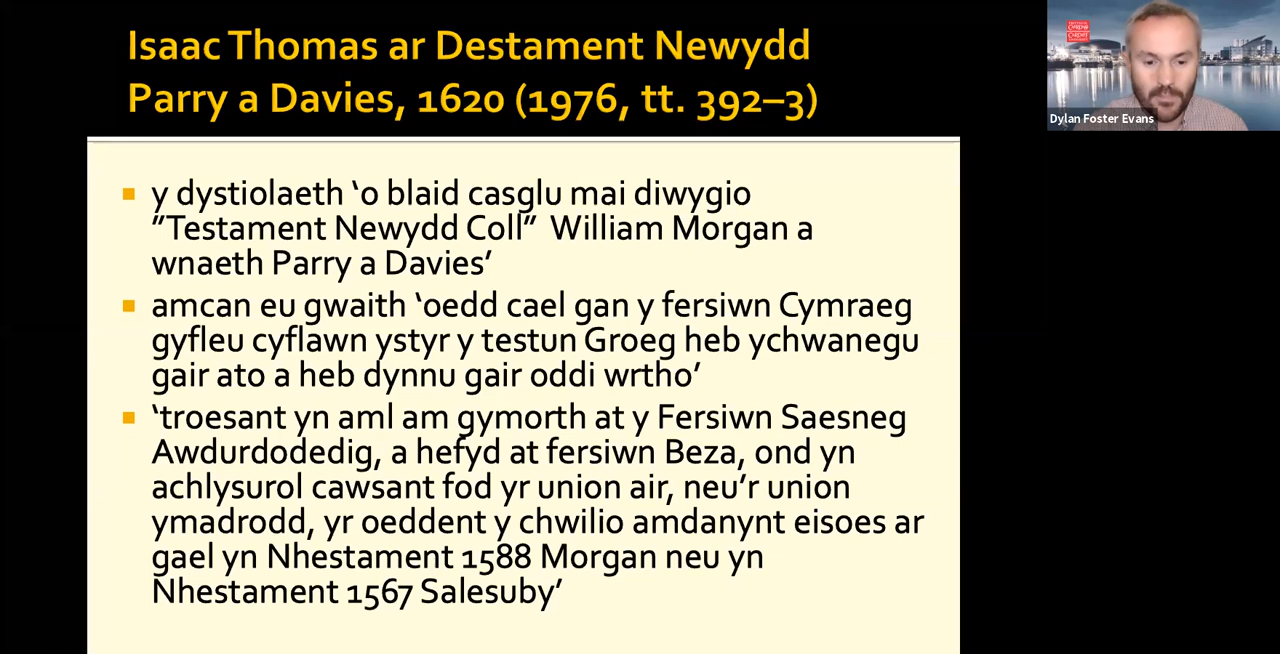 Isaac Thomas ar Destament Newydd
Parry a Davies, 1620 (1976, tt. 392–3)
y dystiolaeth ‘o blaid casglu mai diwygio
”Testament Newydd Coll” William Morgan a
wnaeth Parry a Davies’
amcan eu gwaith ‘oedd cael gan y fersiwn Cymraeg
gyfleu cyflawn ystyr y testun Groeg heb ychwanegu
gair ato a heb dynnu gair oddi wrtho’
‘troesant yn aml am gymorth at y Fersiwn Saesneg
Awdurdodedig, a hefyd at fersiwn Beza, ond yn
achlysurol cawsant fod yr union air, neu’r union
ymadrodd, yr oeddent y chwilio amdanynt eisoes ar
gael yn Nhestament 1588 Morgan neu yn
Nhestament 1567 Salesuby’
Dylan Foster Evans